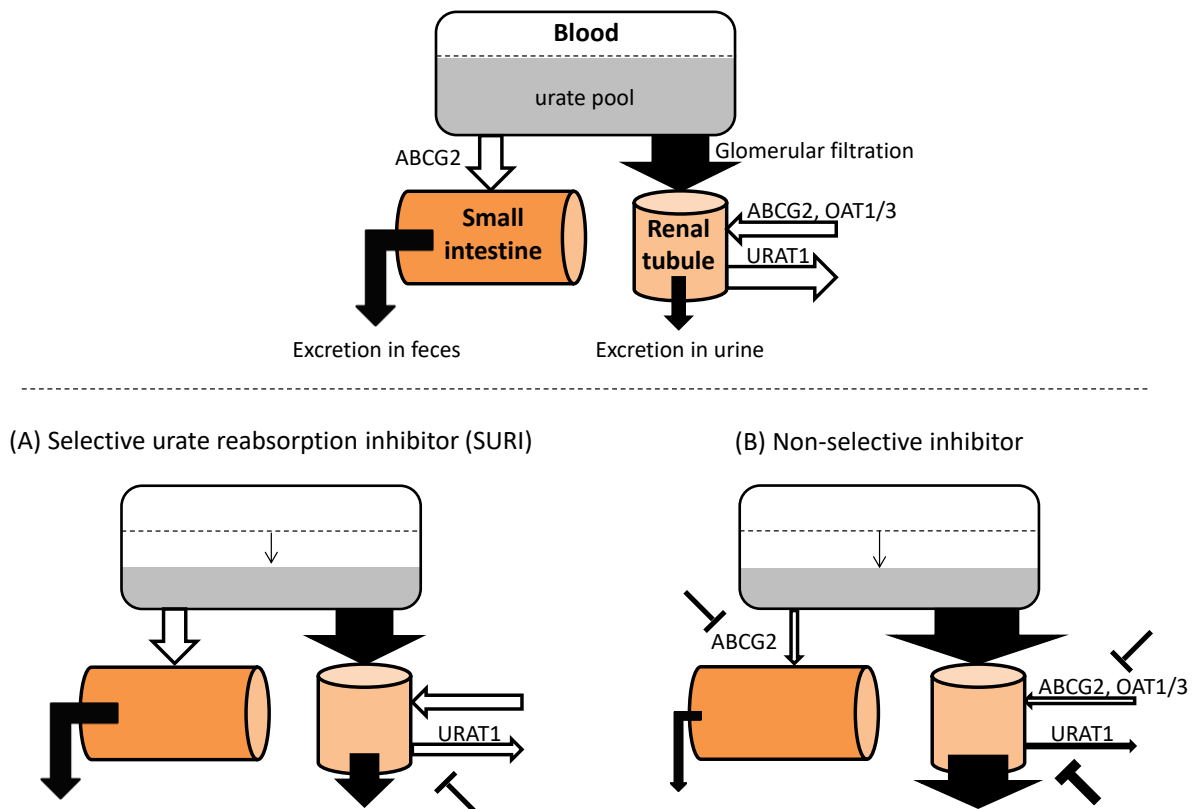 Blood
urate pool
ABCG2
Glomerular filtration
Small
intestine
Renal
tubule
ABCG2, OAT1/3
URAT1
Excretion in feces
Excretion in urine
(A) Selective urate reabsorption inhibitor (SURI)
(B) Non-selective inhibitor
URAT1
ABCG2
ABCG2, OAT1/3
URAT1